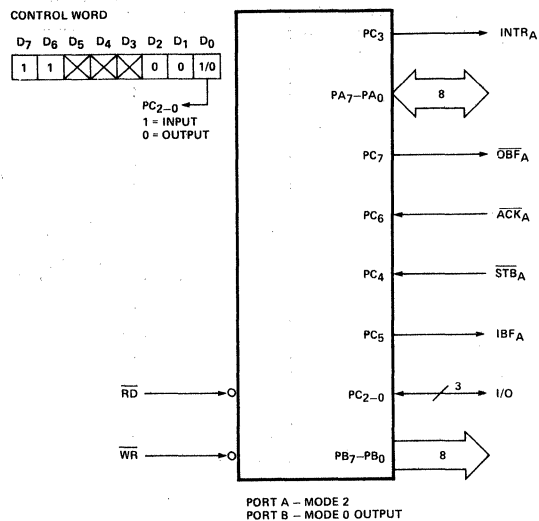 CONTROL WORD
D7 D6 D5 D4 D3 D2 D1 D0
1 1 0 0 1/0
PC2–0
1 = INPUT
0 = OUTPUT
PC3 INTRA
PA7–PA0 8
PC7 OBFA
PC6 ACKA
PC4 STBA
PC5 IBFA
RD PC2–0 3 I/O
WR PB7–PB0 8
PORT A – MODE 2
PORT B – MODE 0 OUTPUT